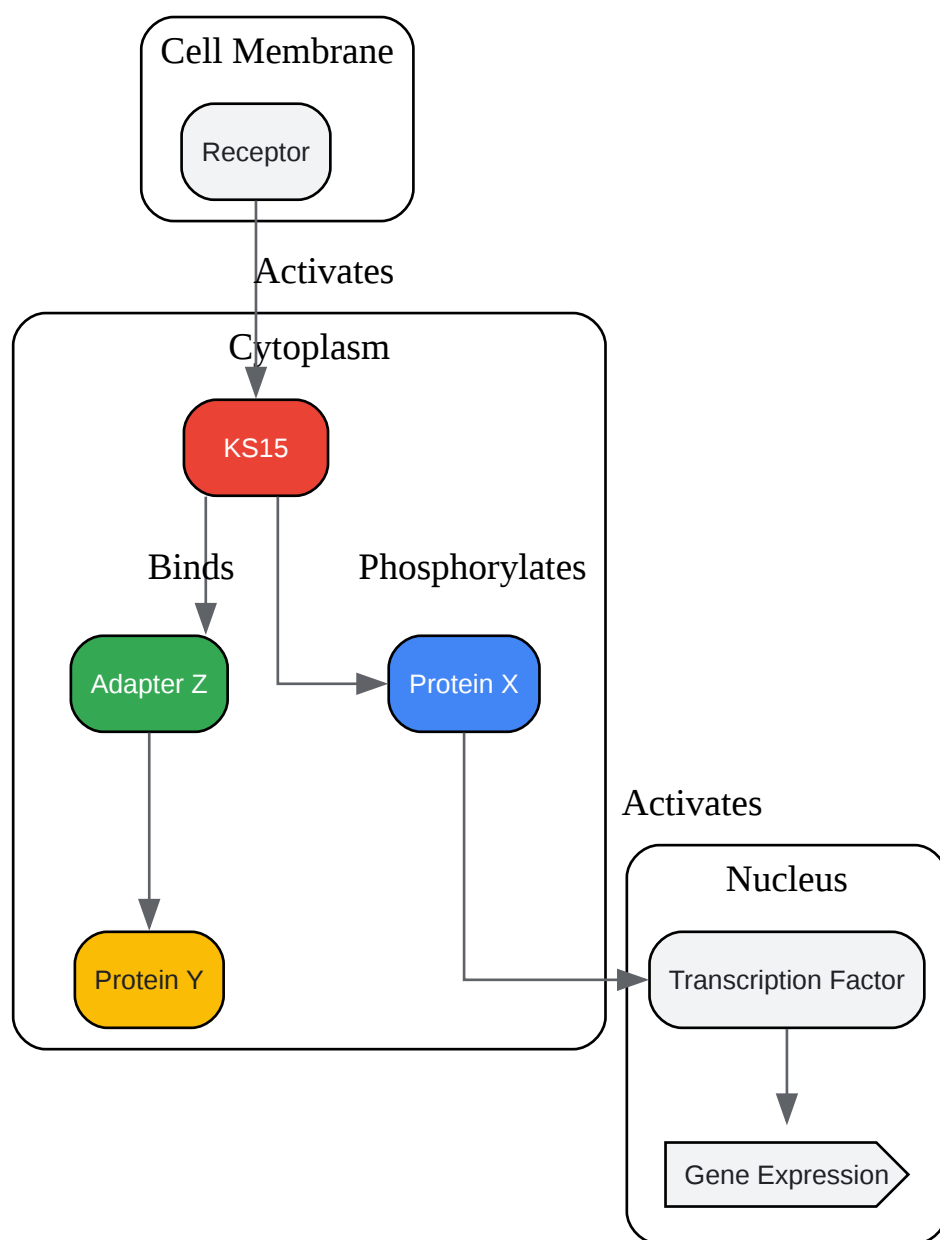 Cell Membrane
Receptor
Activates
Cytoplasm
KS15
Binds
Phosphorylates
Adapter Z
Protein X
Activates
Nucleus
Protein Y
Transcription Factor
Gene Expression